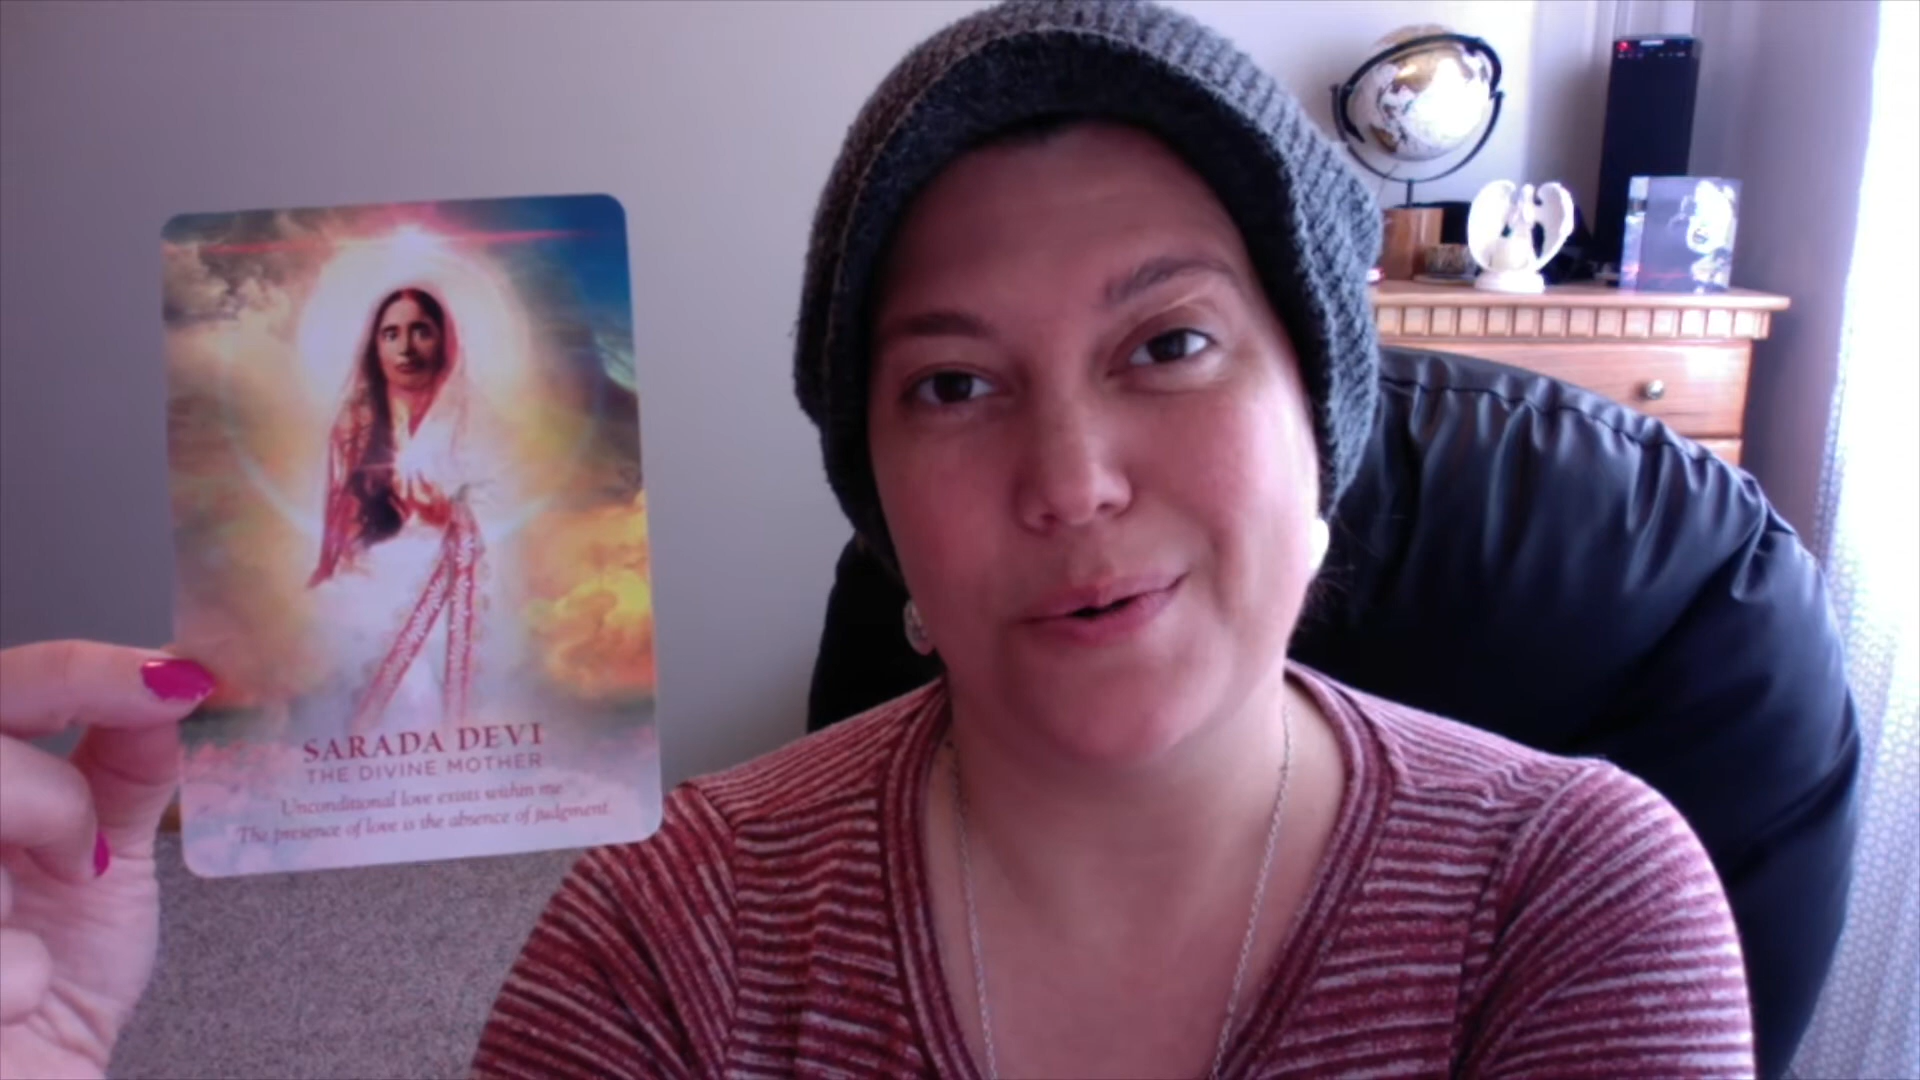 SARADA DEVI
THE DIVINE MOTHER
Unconditional love exists within me
The presence of love is the absence of judgment.